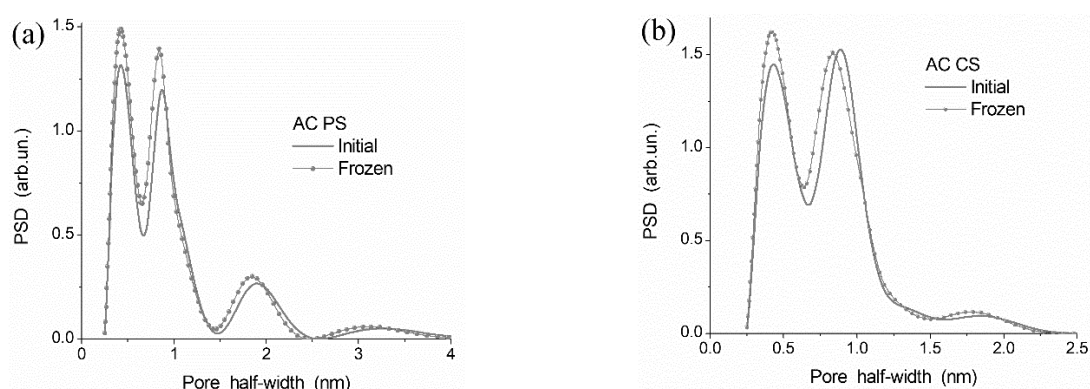 (a)
1.5
1.0
0.5
0.0
PSD (arb.un.)
AC PS
Initial
Frozen
0 1 2 3 4
Pore half-width (nm)
(b)
1.5
1.0
0.5
0.0
PSD (arb.un.)
AC CS
Initial
Frozen
0.0 0.5 1.0 1.5 2.0 2.5
Pore half-width (nm)